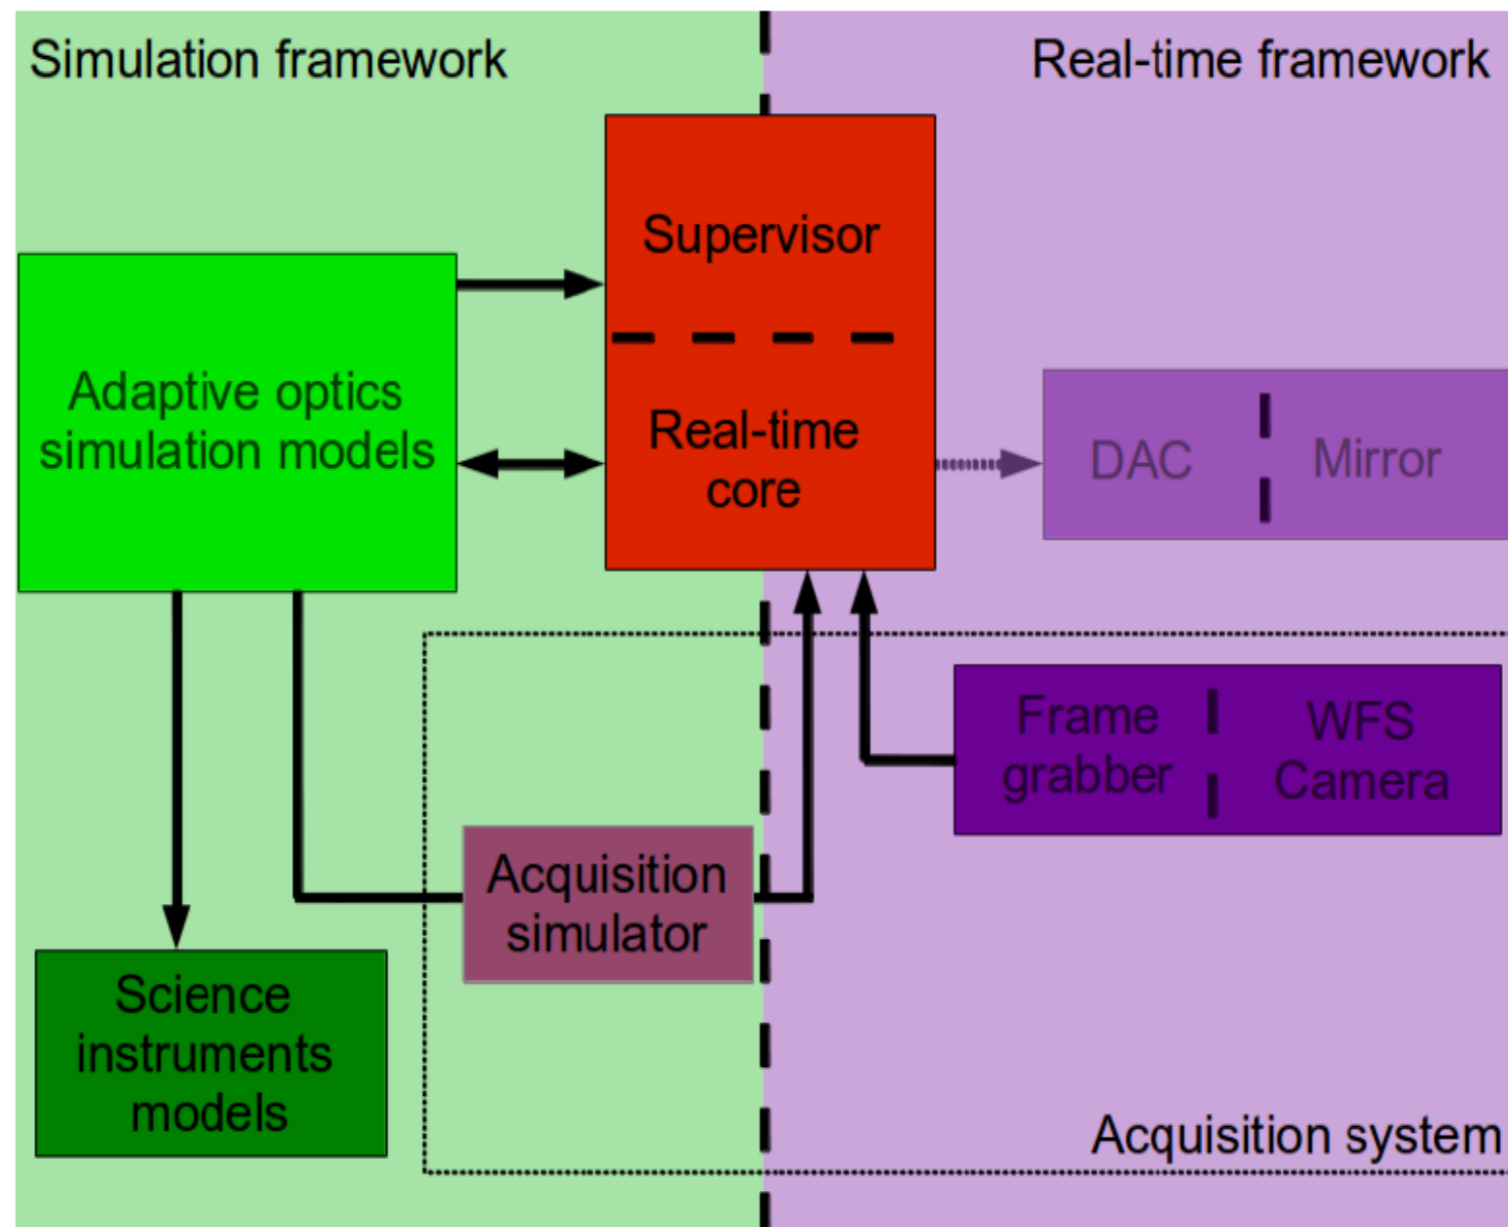 Simulation framework
Real-time framework
Supervisor
Adaptive optics
simulation models
Real-time
core
DAC
Mirror
Frame
grabber
WFS
Camera
Acquisition
simulator
Science
instruments
models
Acquisition system